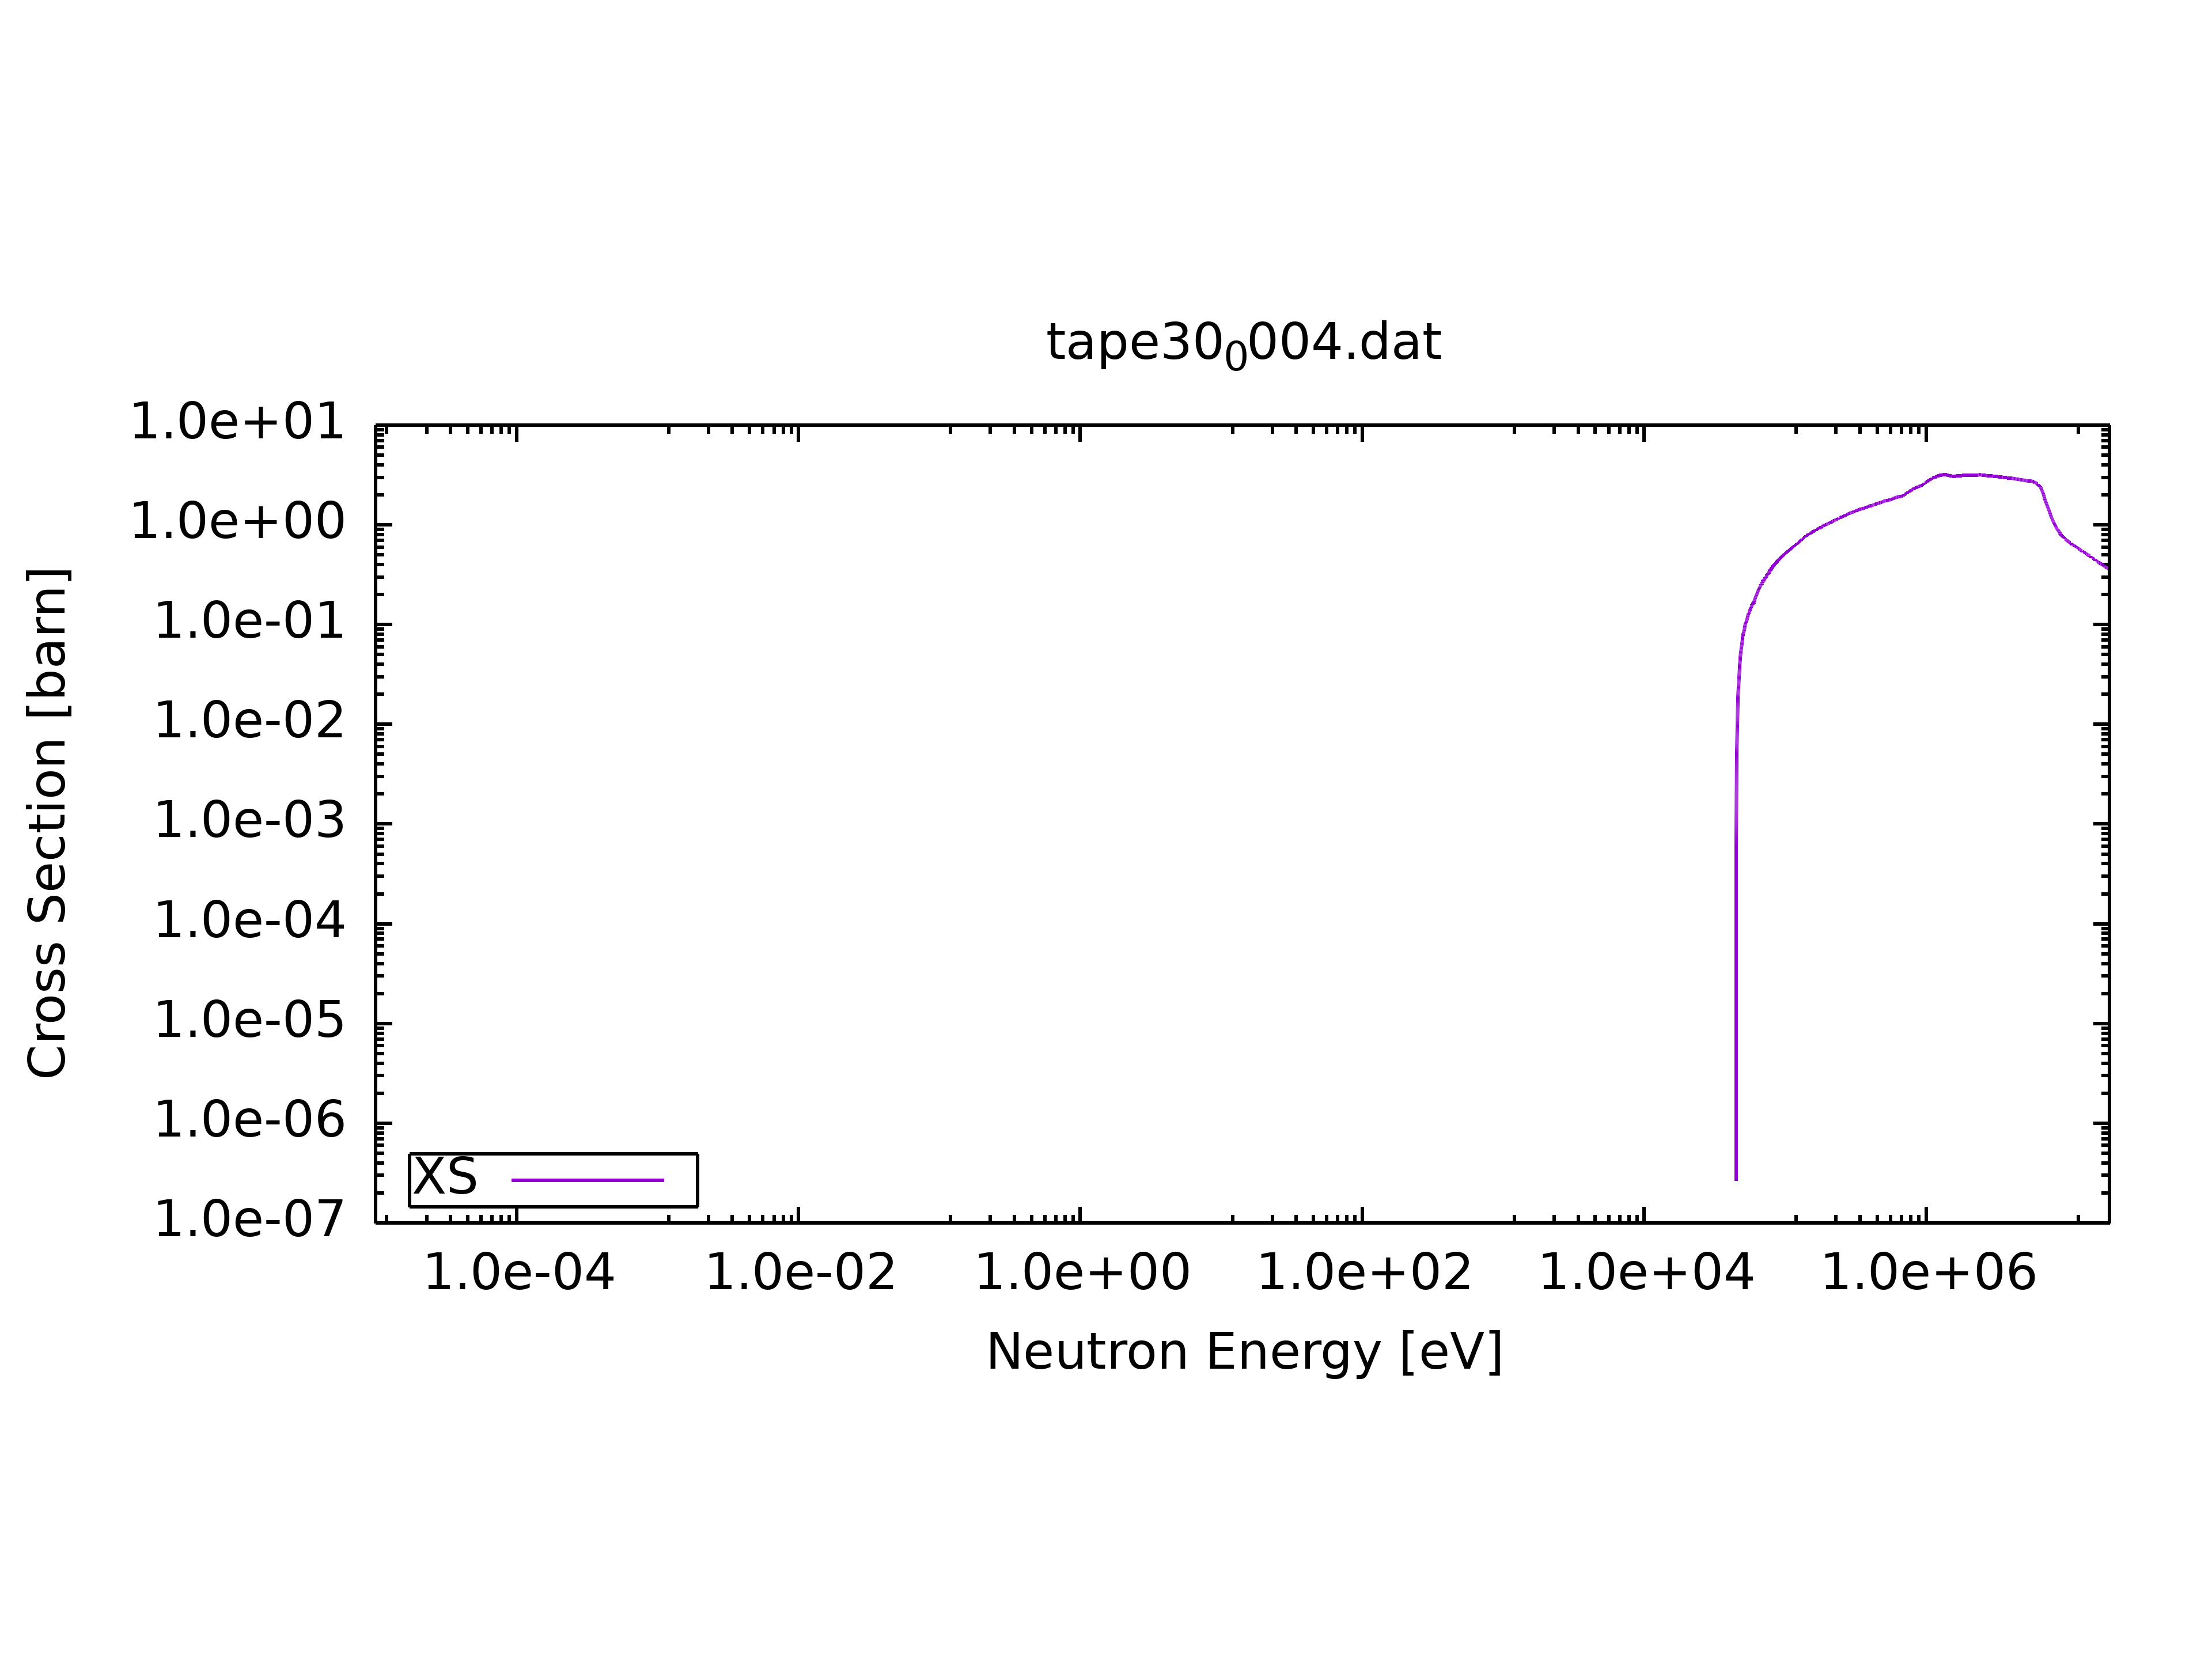 tape30₀004.dat
1.0e+01
1.0e+00
1.0e-01
1.0e-02
1.0e-03
1.0e-04
1.0e-05
1.0e-06
1.0e-07
Cross Section [barn]
XS
1.0e-04 1.0e-02 1.0e+00 1.0e+02 1.0e+04 1.0e+06
Neutron Energy [eV]